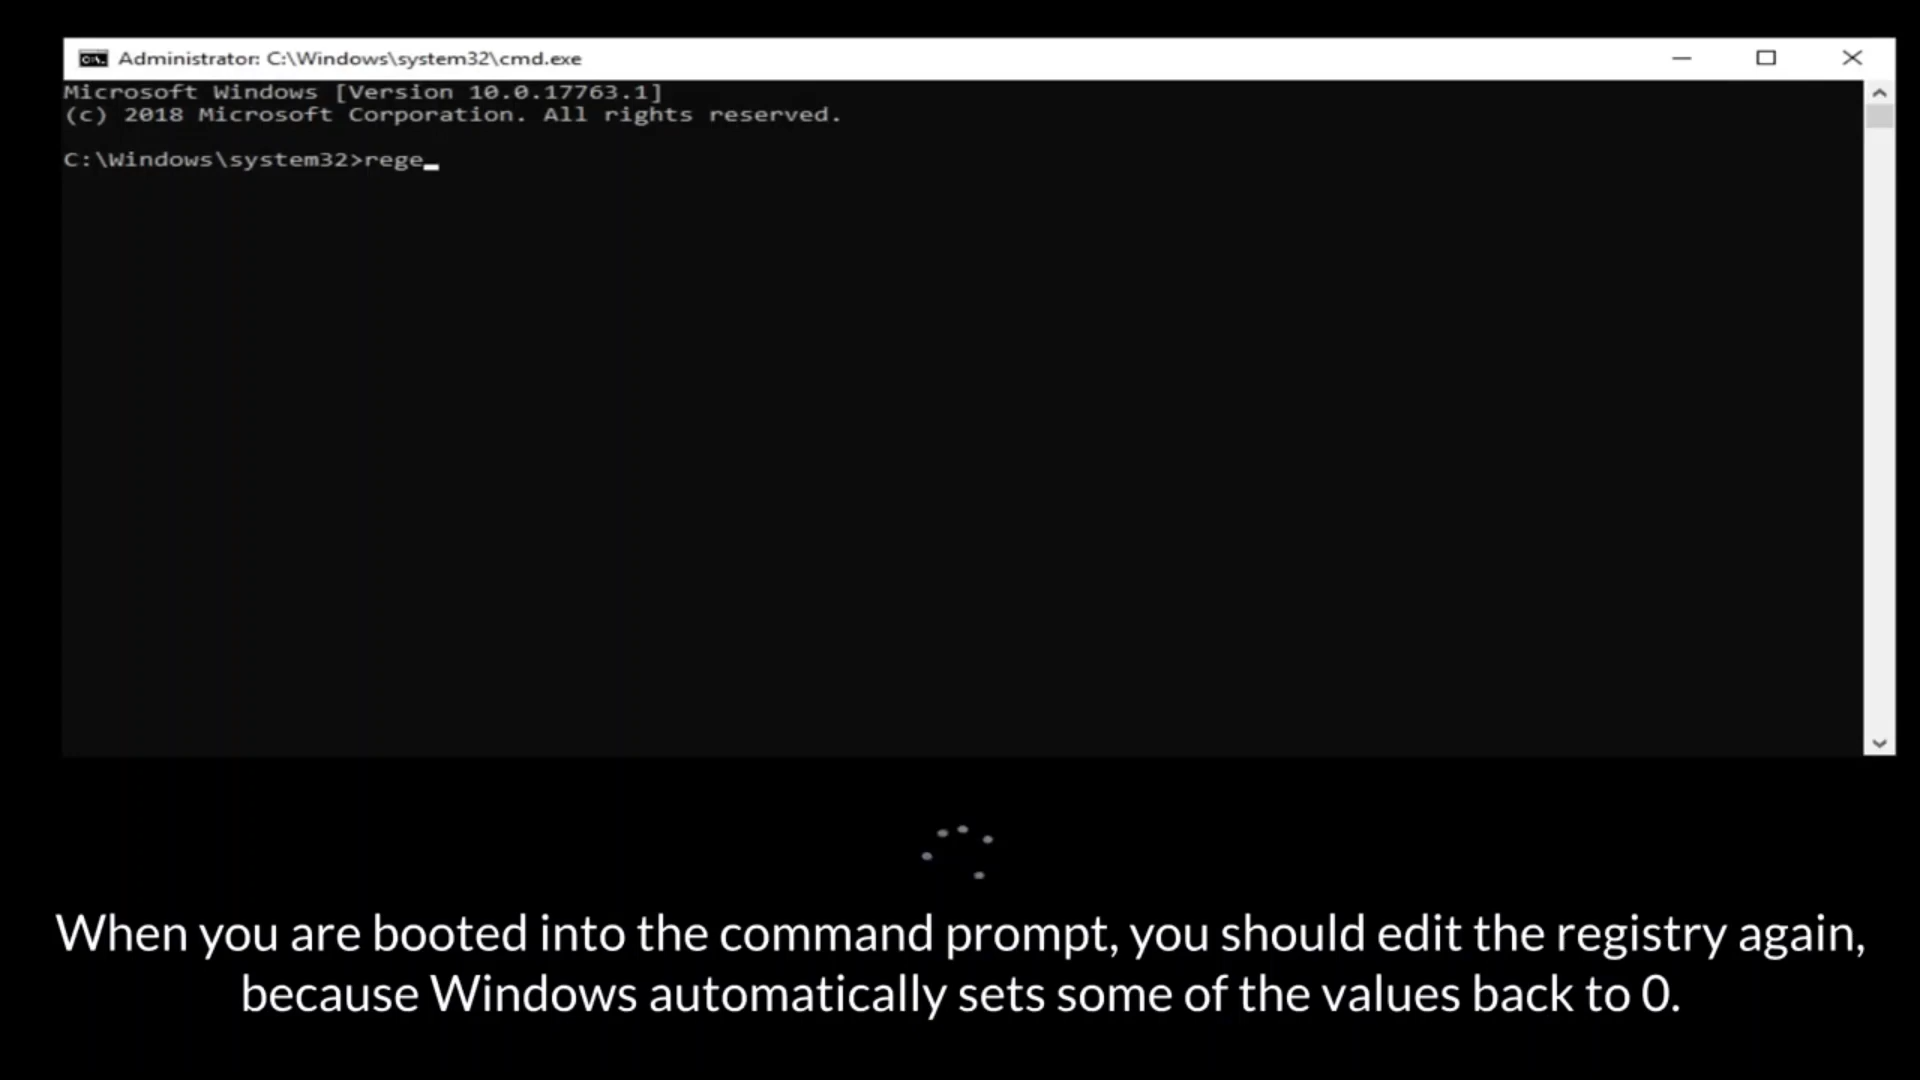 Administrator: C:\Windows\system32\cmd.exe
Microsoft Windows [Version 10.0.17763.1]
(c) 2018 Microsoft Corporation. All rights reserved.
C:\Windows\system32>rege
When you are booted into the command prompt, you should edit the registry again,
because Windows automatically sets some of the values back to 0.